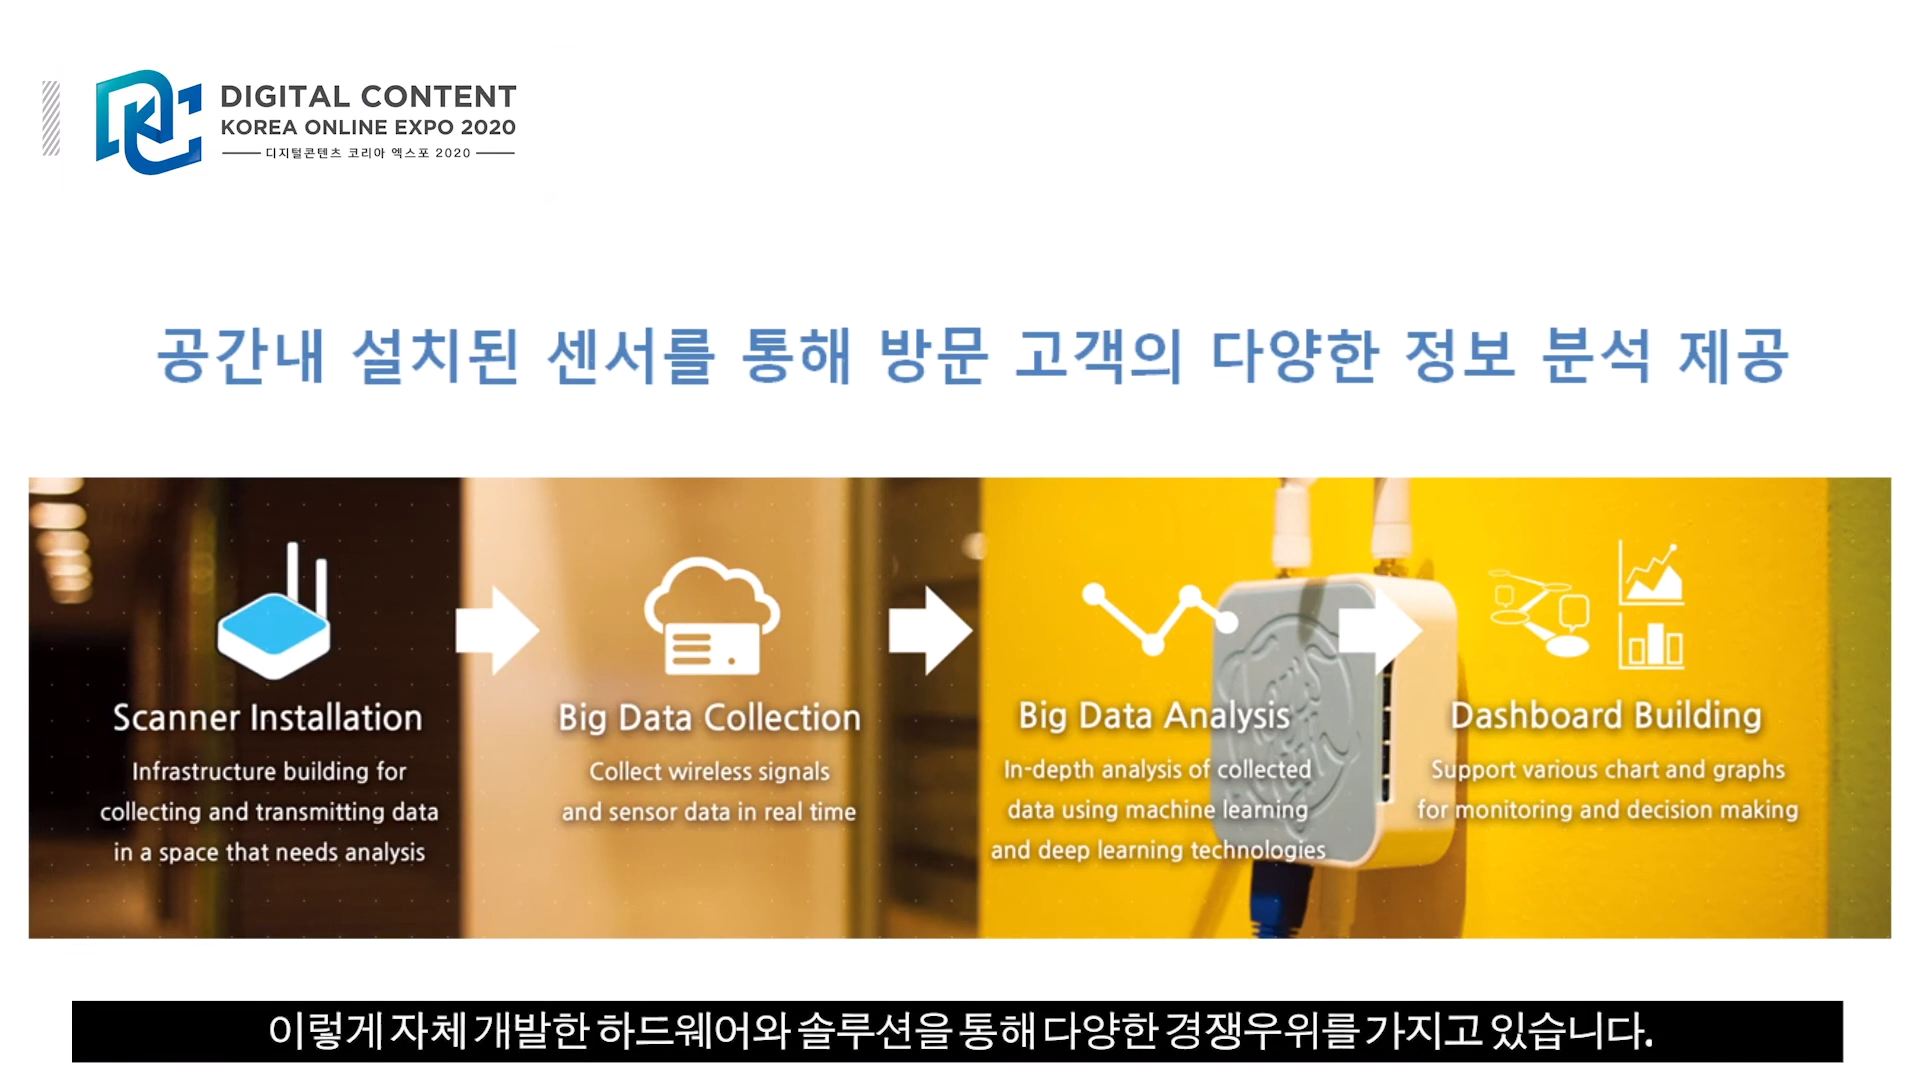 DIGITAL CONTENT
KOREA ONLINE EXPO 2020
디지털콘텐츠 코리아 엑스포 2020
공간내 설치된 센서를 통해 방문 고객의 다양한 정보 분석 제공
Scanner Installation
Infrastructure building for
collecting and transmitting data
in a space that needs analysis
Big Data Collection
Collect wireless signals
and sensor data in real time
Big Data Analysis
In-depth analysis of collected
data using machine learning
and deep learning technologies
Dashboard Building
Support various chart and graphs
for monitoring and decision making
이렇게 자체 개발한 하드웨어와 솔루션을 통해 다양한 경쟁우위를 가지고 있습니다.